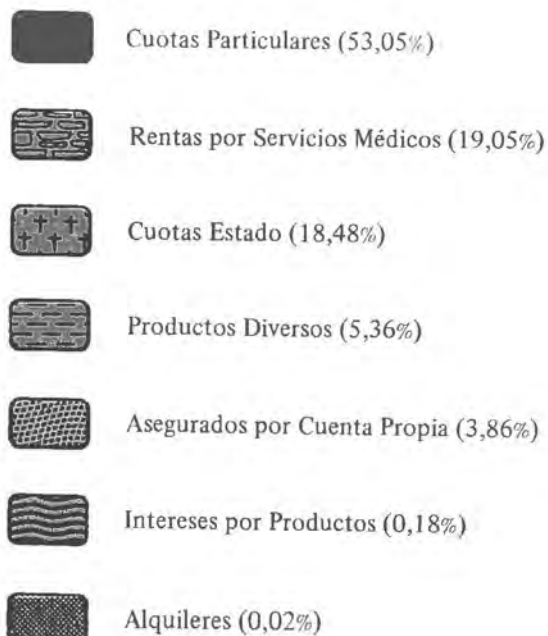 Cuotas Particulares (53,05%)
Rentas por Servicios Médicos (19,05%)
Cuotas Estado (18,48%)
Productos Diversos (5,36%)
Asegurados por Cuenta Propia (3,86%)
Intereses por Productos (0,18%)
Alquileres (0,02%)